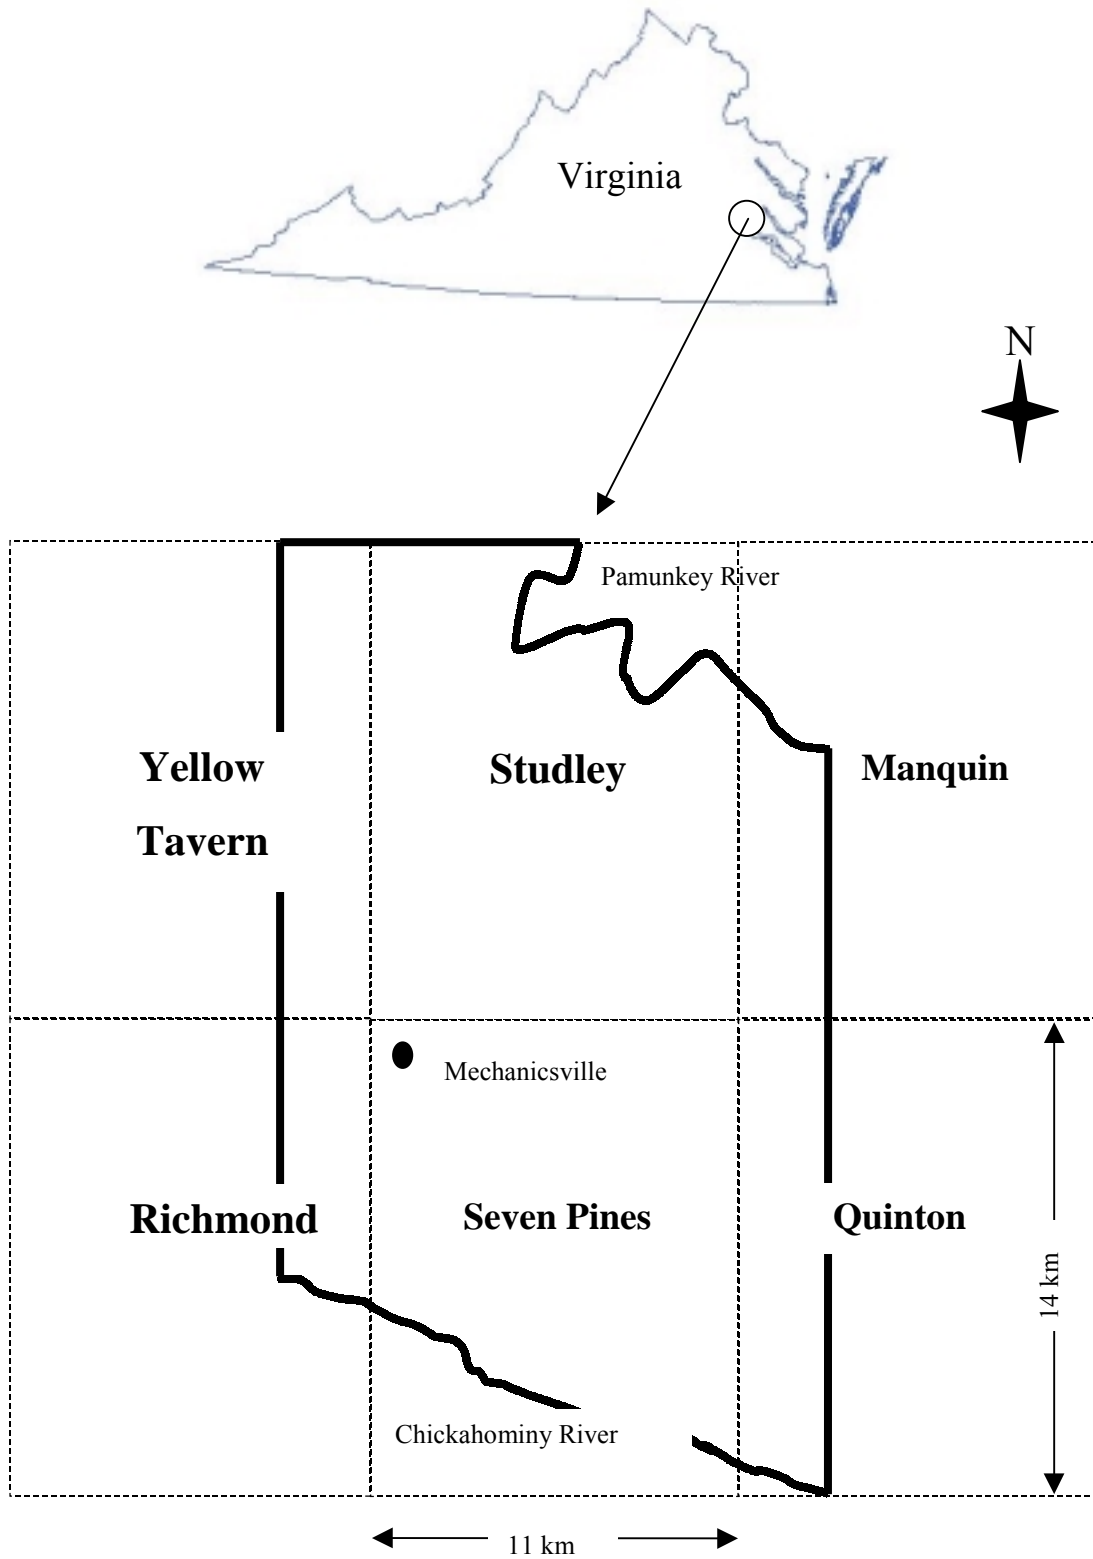 Virginia
N
Pamunkey River
Yellow
Tavern
Studley
Manquin
Mechanicsville
Richmond
Seven Pines
Quinton
14 km
Chickahominy River
11 km